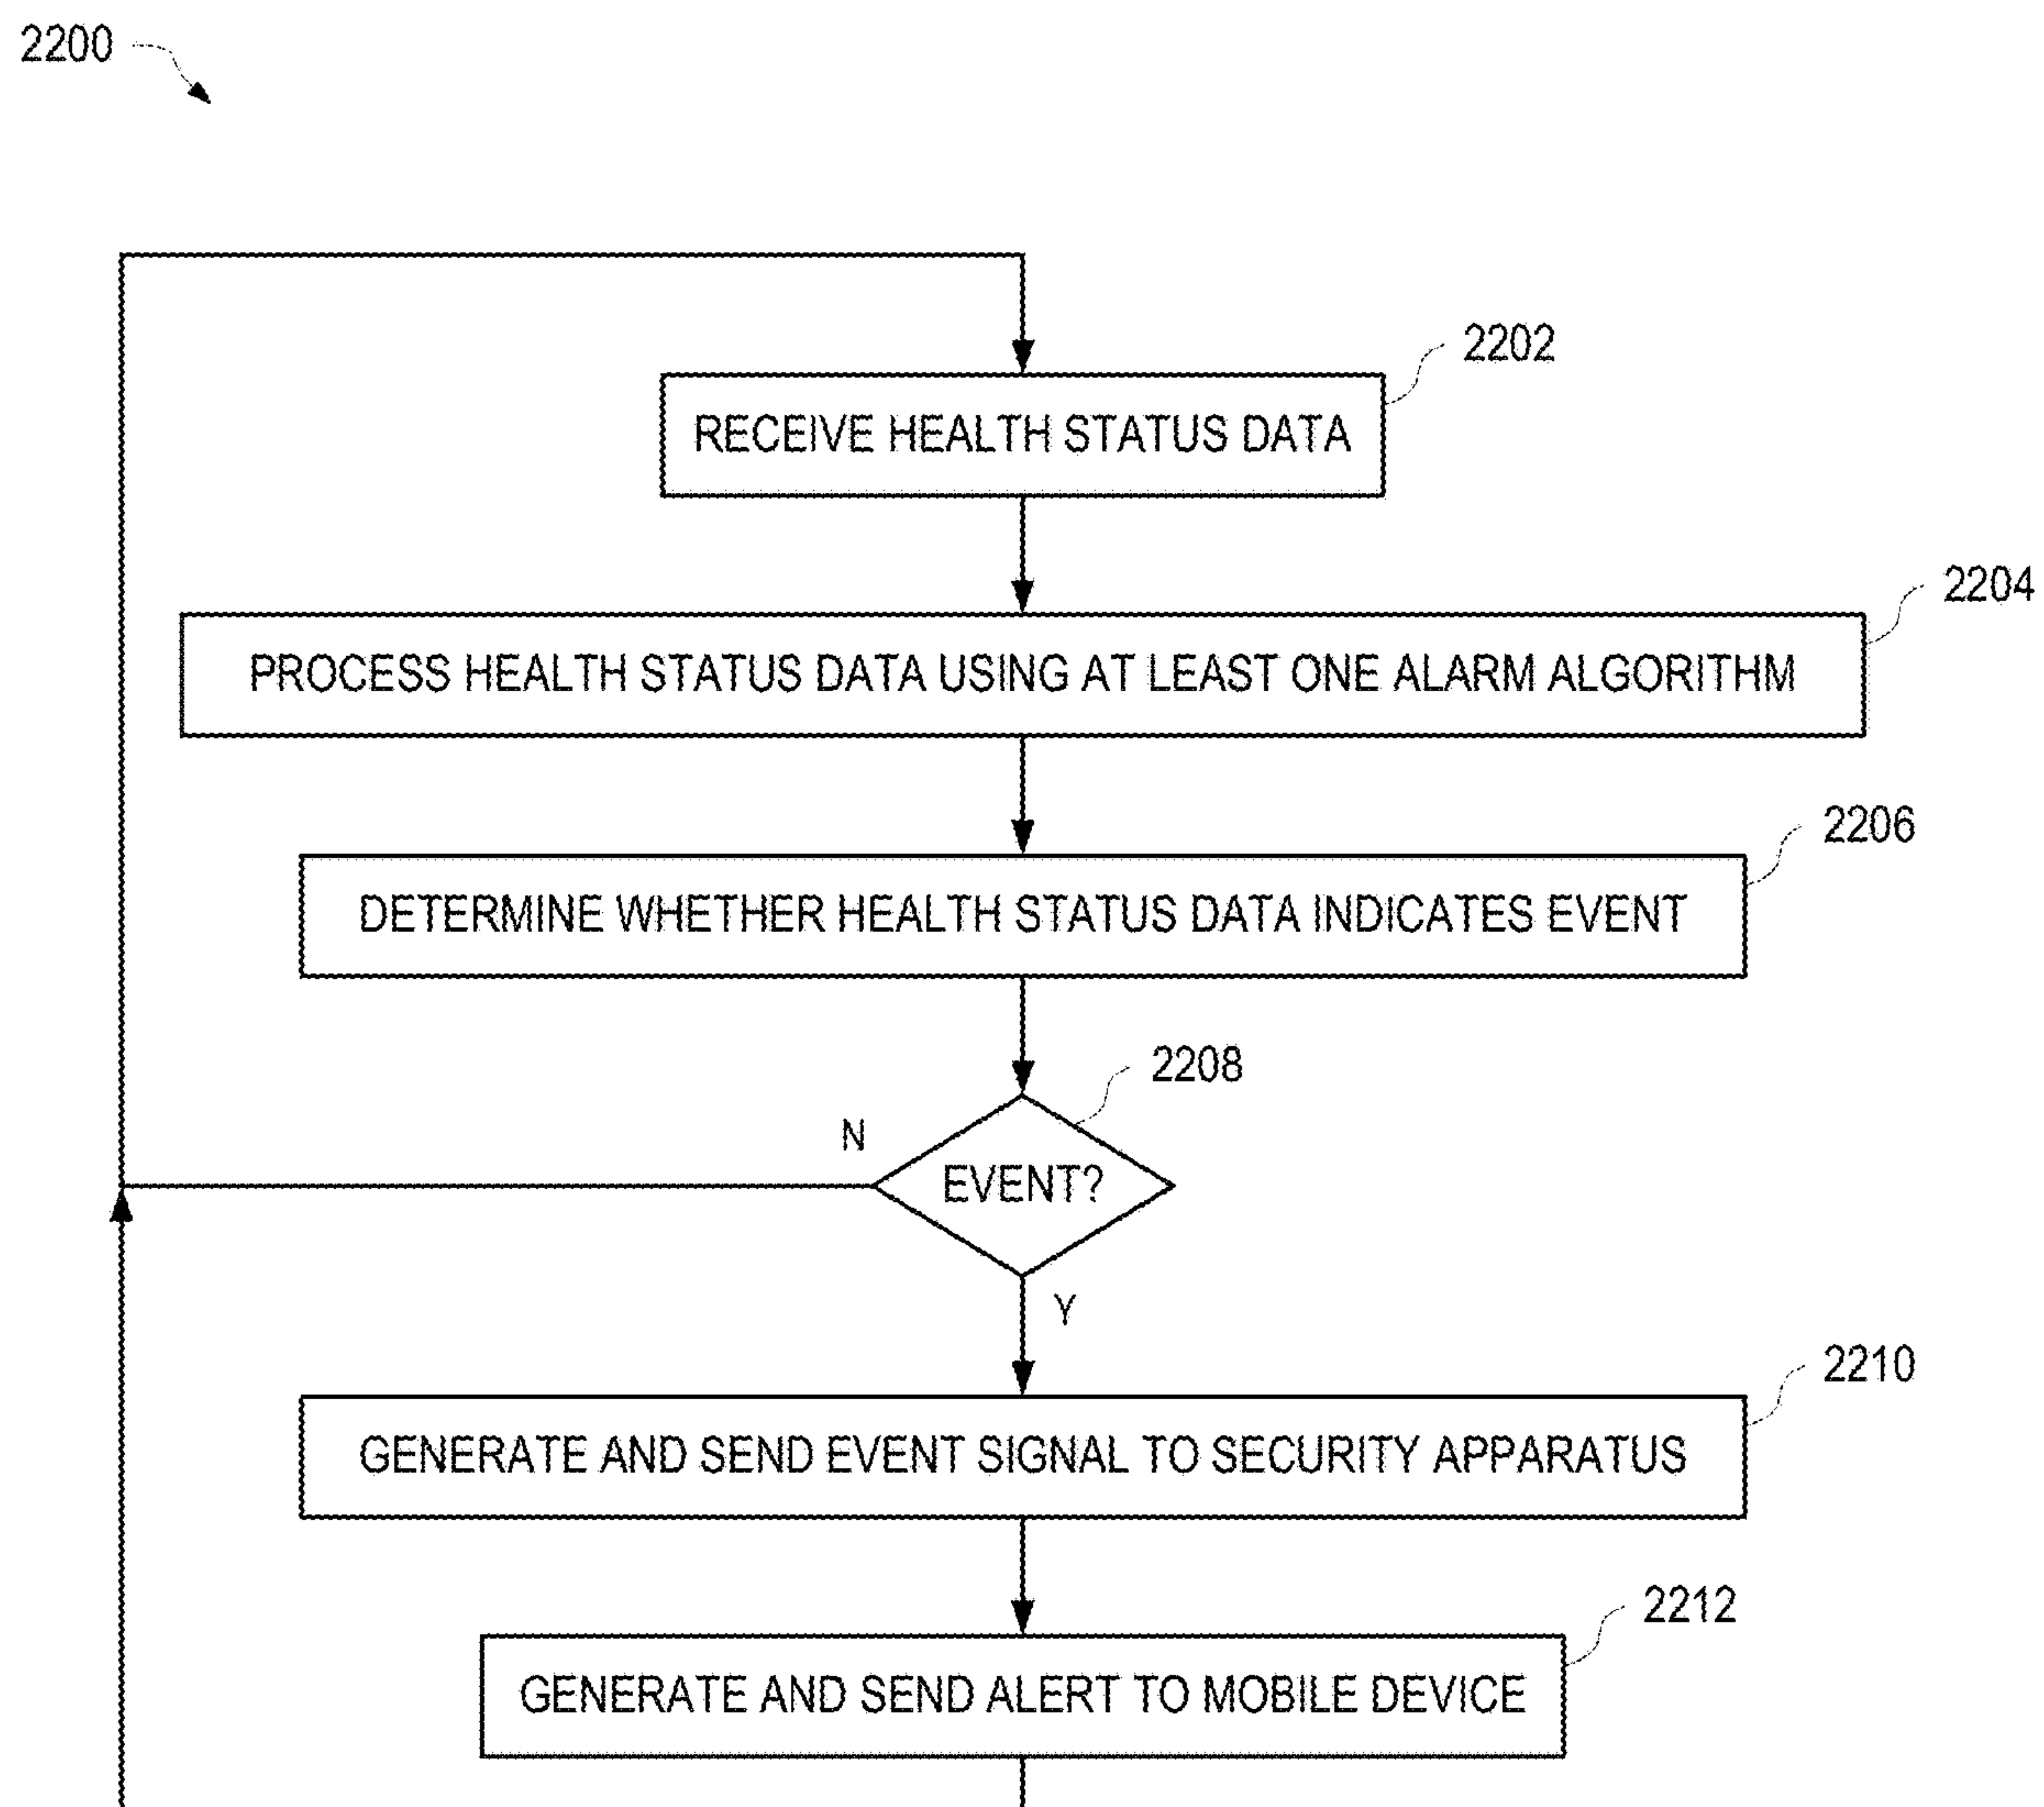 2200
2202
RECEIVE HEALTH STATUS DATA
2204
PROCESS HEALTH STATUS DATA USING AT LEAST ONE ALARM ALGORITHM
2206
DETERMINE WHETHER HEALTH STATUS DATA INDICATES EVENT
2208
N
EVENT?
Y
2210
GENERATE AND SEND EVENT SIGNAL TO SECURITY APPARATUS
2212
GENERATE AND SEND ALERT TO MOBILE DEVICE